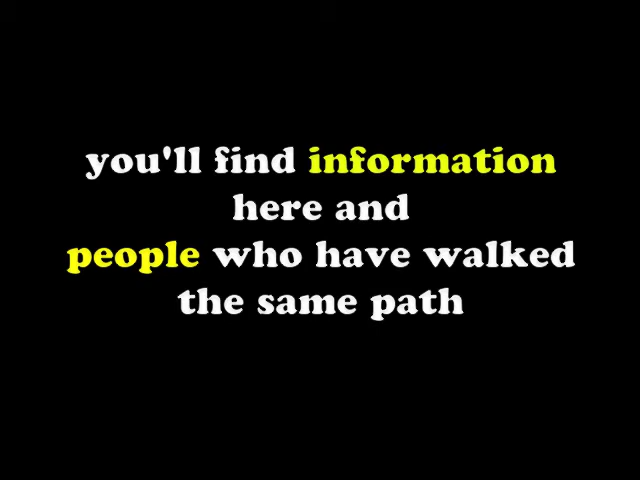 you'll find information
here and
people who have walked
the same path